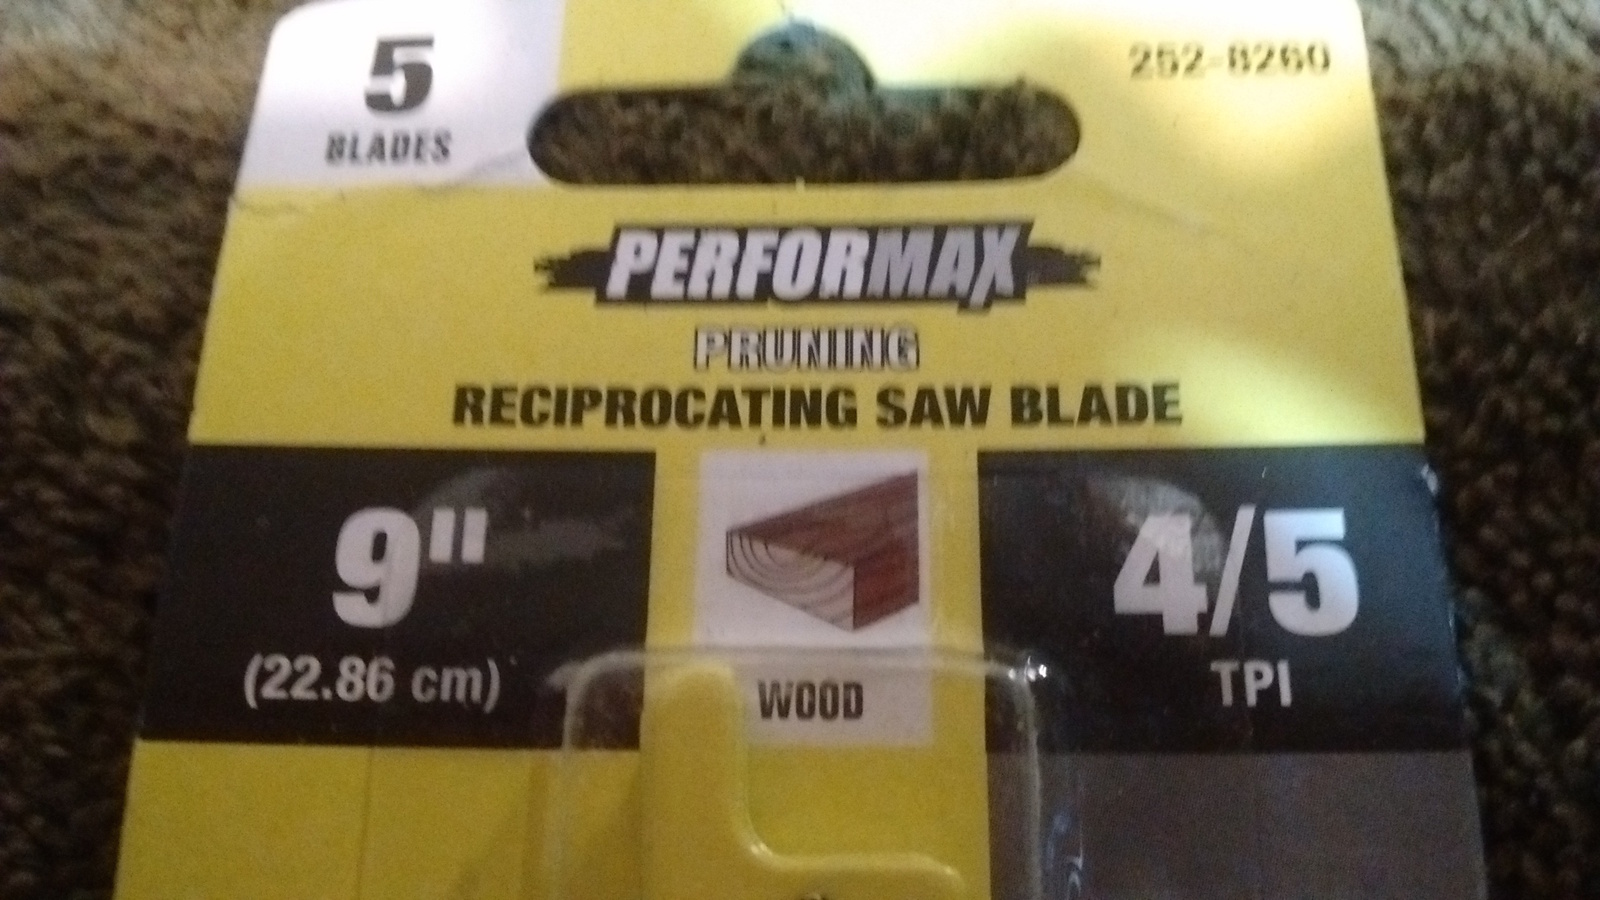 5
BLADES
252-8260
PERFORMAX
PRUNING
RECIPROCATING SAW BLADE
9"
(22.86 cm)
WOOD
4/5
TPI